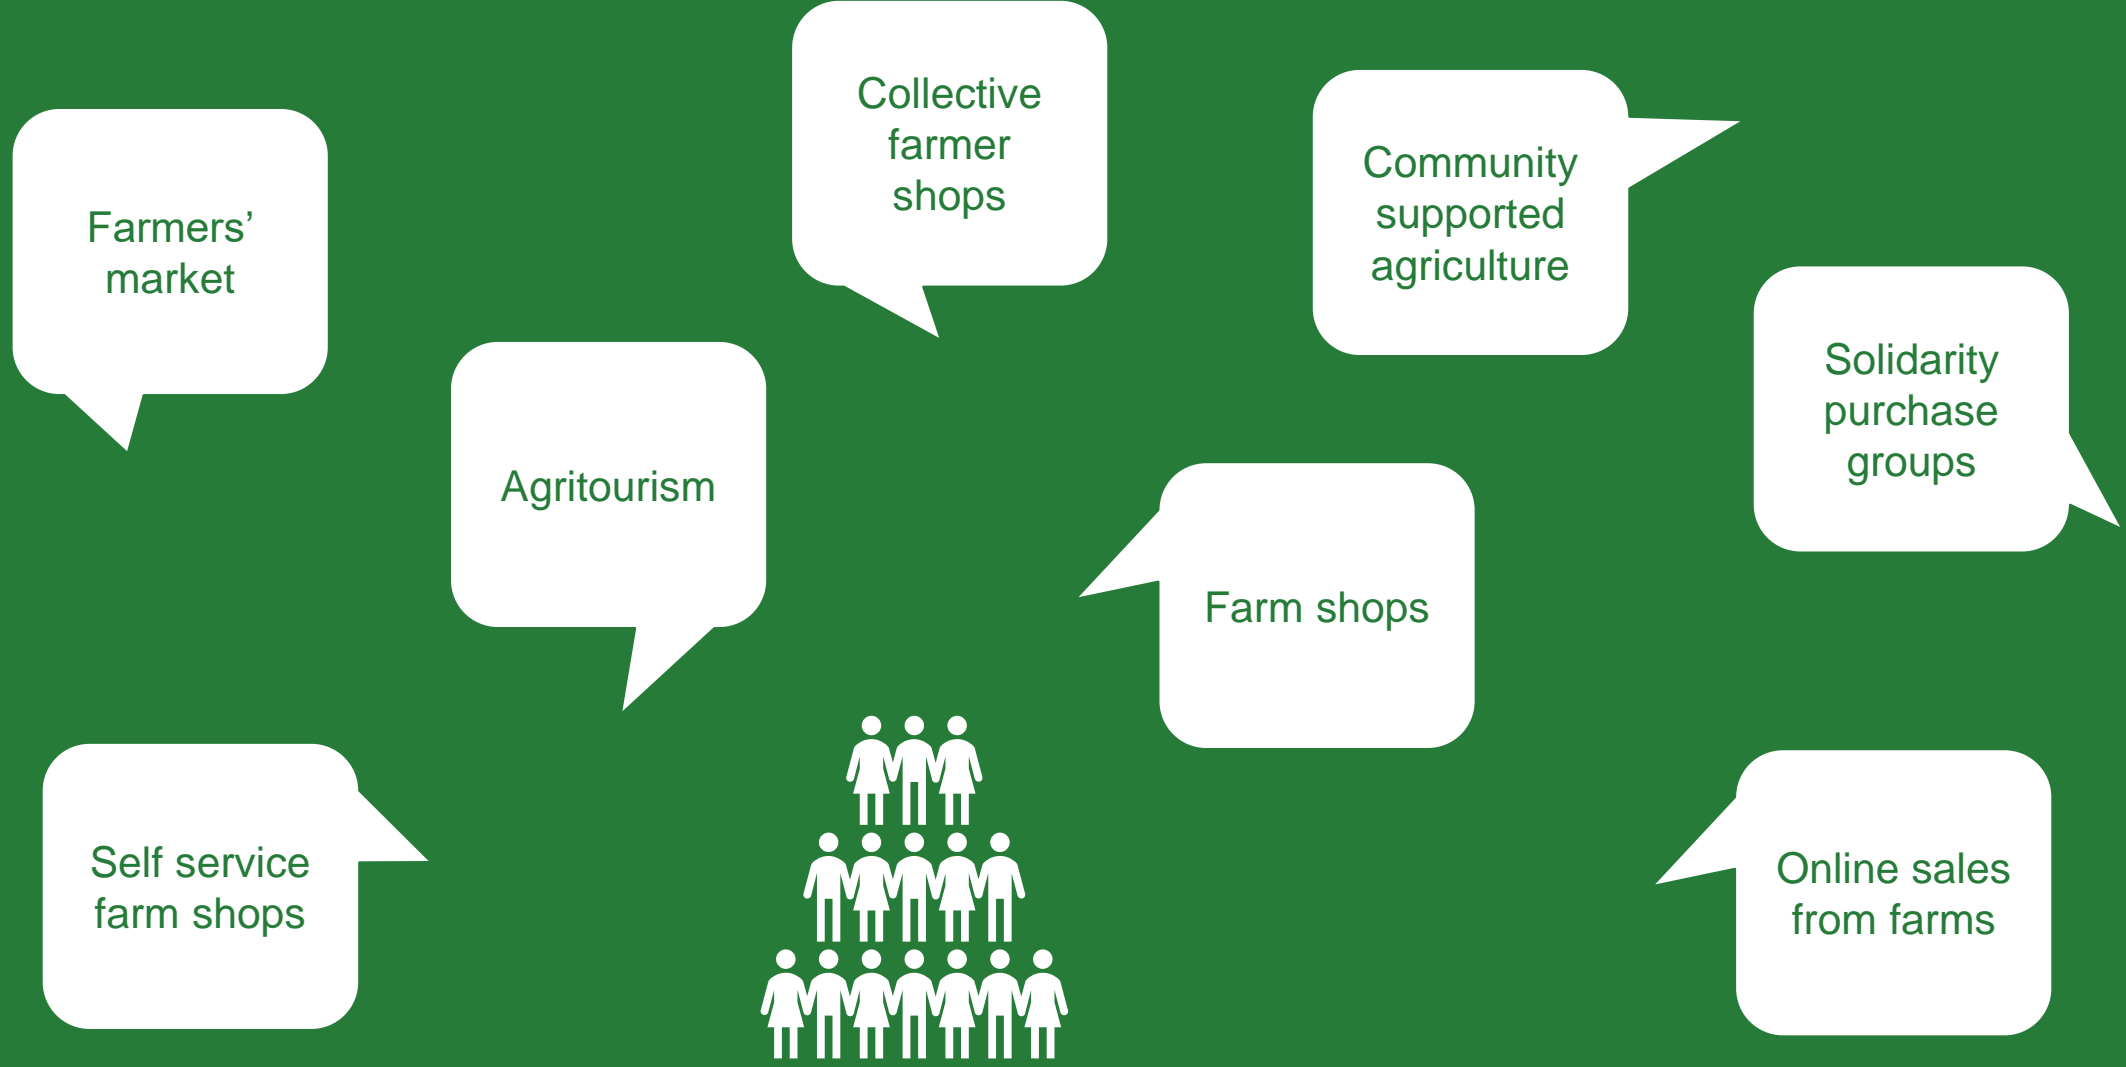 Collective
farmer
shops
Community
supported
agriculture
Farmers’
market
Solidarity
purchase
groups
Agritourism
Farm shops
Self service
farm shops
Online sales
from farms